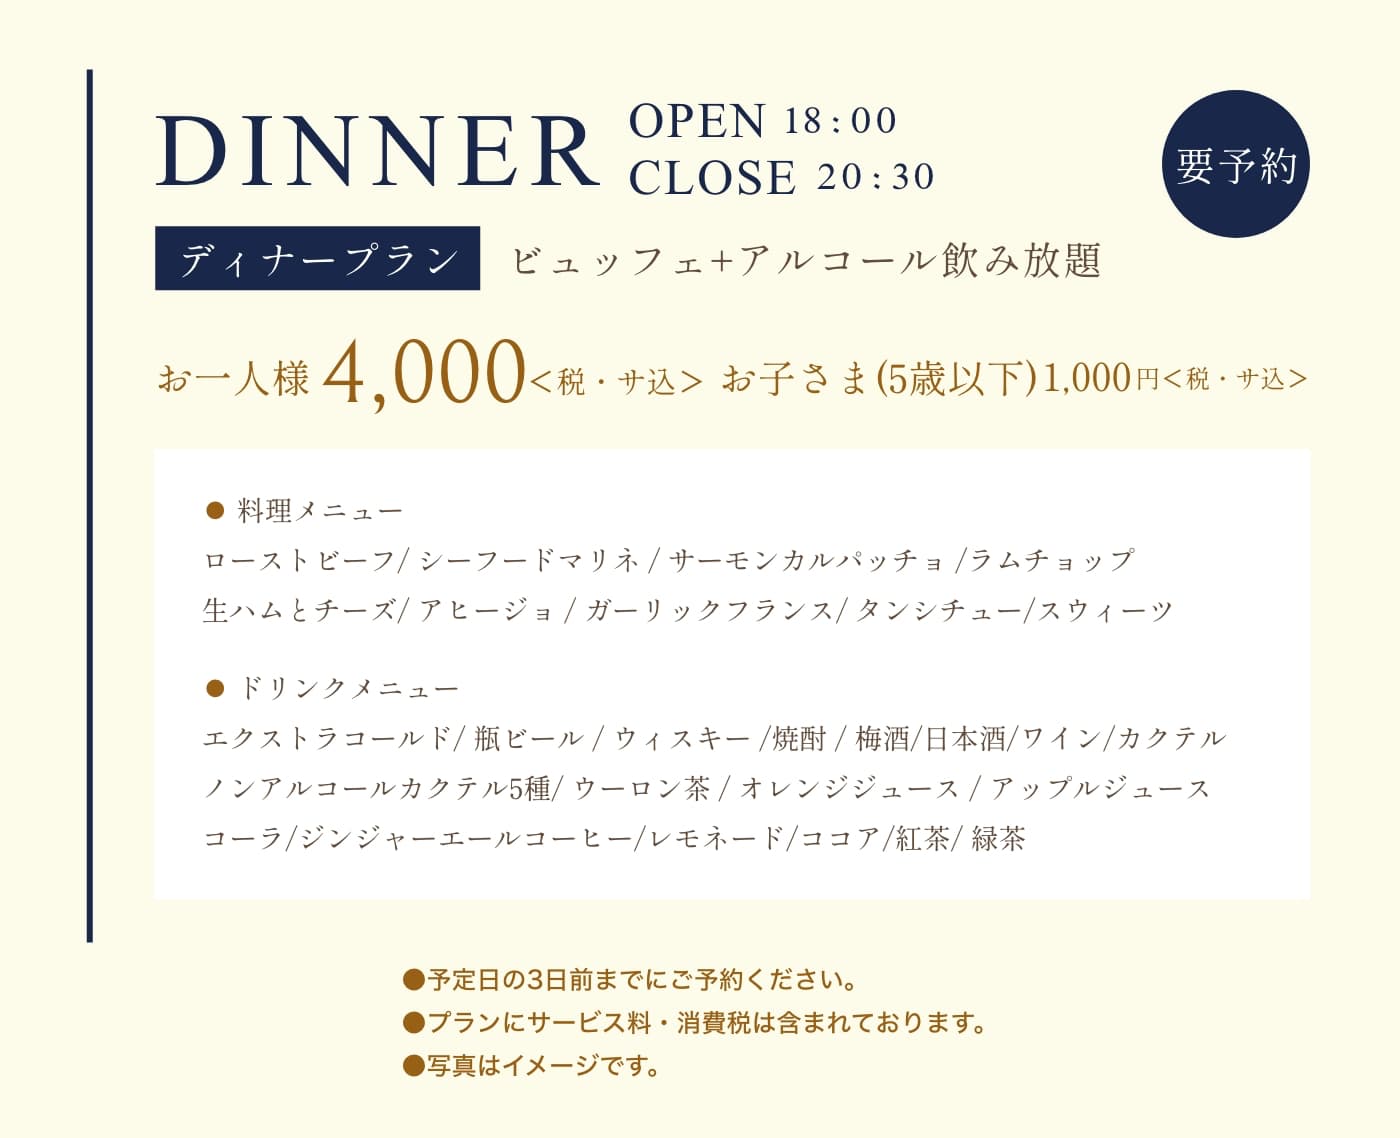 DINNER
OPEN 18:00
CLOSE 20:30
要予約
ディナープラン ビュッフェ+アルコール飲み放題
お一人様 4,000<税・サ込> お子さま(5歳以下)1,000円<税・サ込>
● 料理メニュー
ローストビーフ/ シーフードマリネ / サーモンカルパッチョ /ラムチョップ
生ハムとチーズ/ アヒージョ / ガーリックフランス/ タンシチュー/スウィーツ
● ドリンクメニュー
エクストラコールド/ 瓶ビール / ウィスキー /焼酎 / 梅酒/日本酒/ワイン/カクテル
ノンアルコールカクテル5種/ ウーロン茶 / オレンジジュース / アップルジュース
コーラ/ジンジャーエールコーヒー/レモネード/ココア/紅茶/ 緑茶
●予定日の3日前までにご予約ください。
●プランにサービス料・消費税は含まれております。
●写真はイメージです。